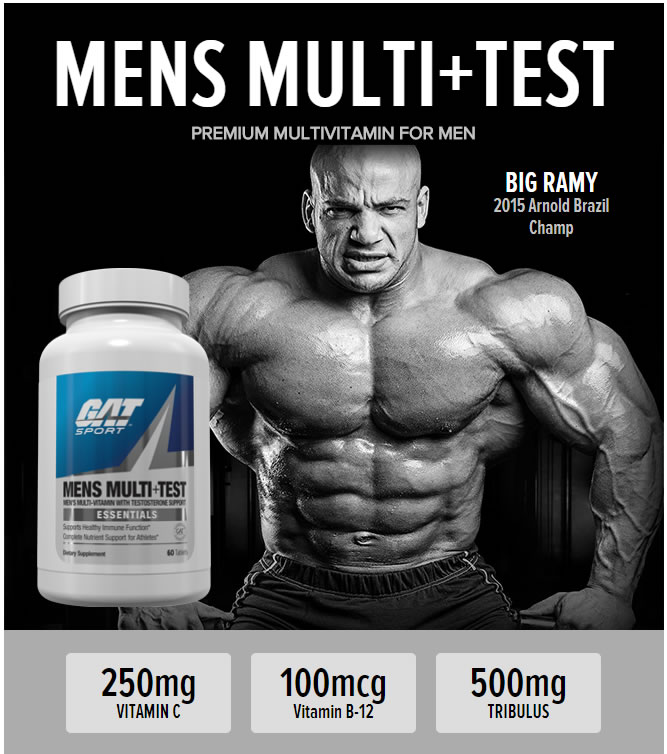 MENS MULTI+TEST
PREMIUM MULTIVITAMIN FOR MEN
BIG RAMY
2015 Arnold Brazil
Champ
GAT
SPORT
MENS MULTI+TEST
MEN'S MULTI-VITAMIN WITH TESTOSTERONE SUPPORT
ESSENTIALS
Supports Healthy Immune Function*
Complete Nutrient Support for Athletes*
Dietary Supplement
60 Tablets
250mg
VITAMIN C
100mcg
Vitamin B-12
500mg
TRIBULUS